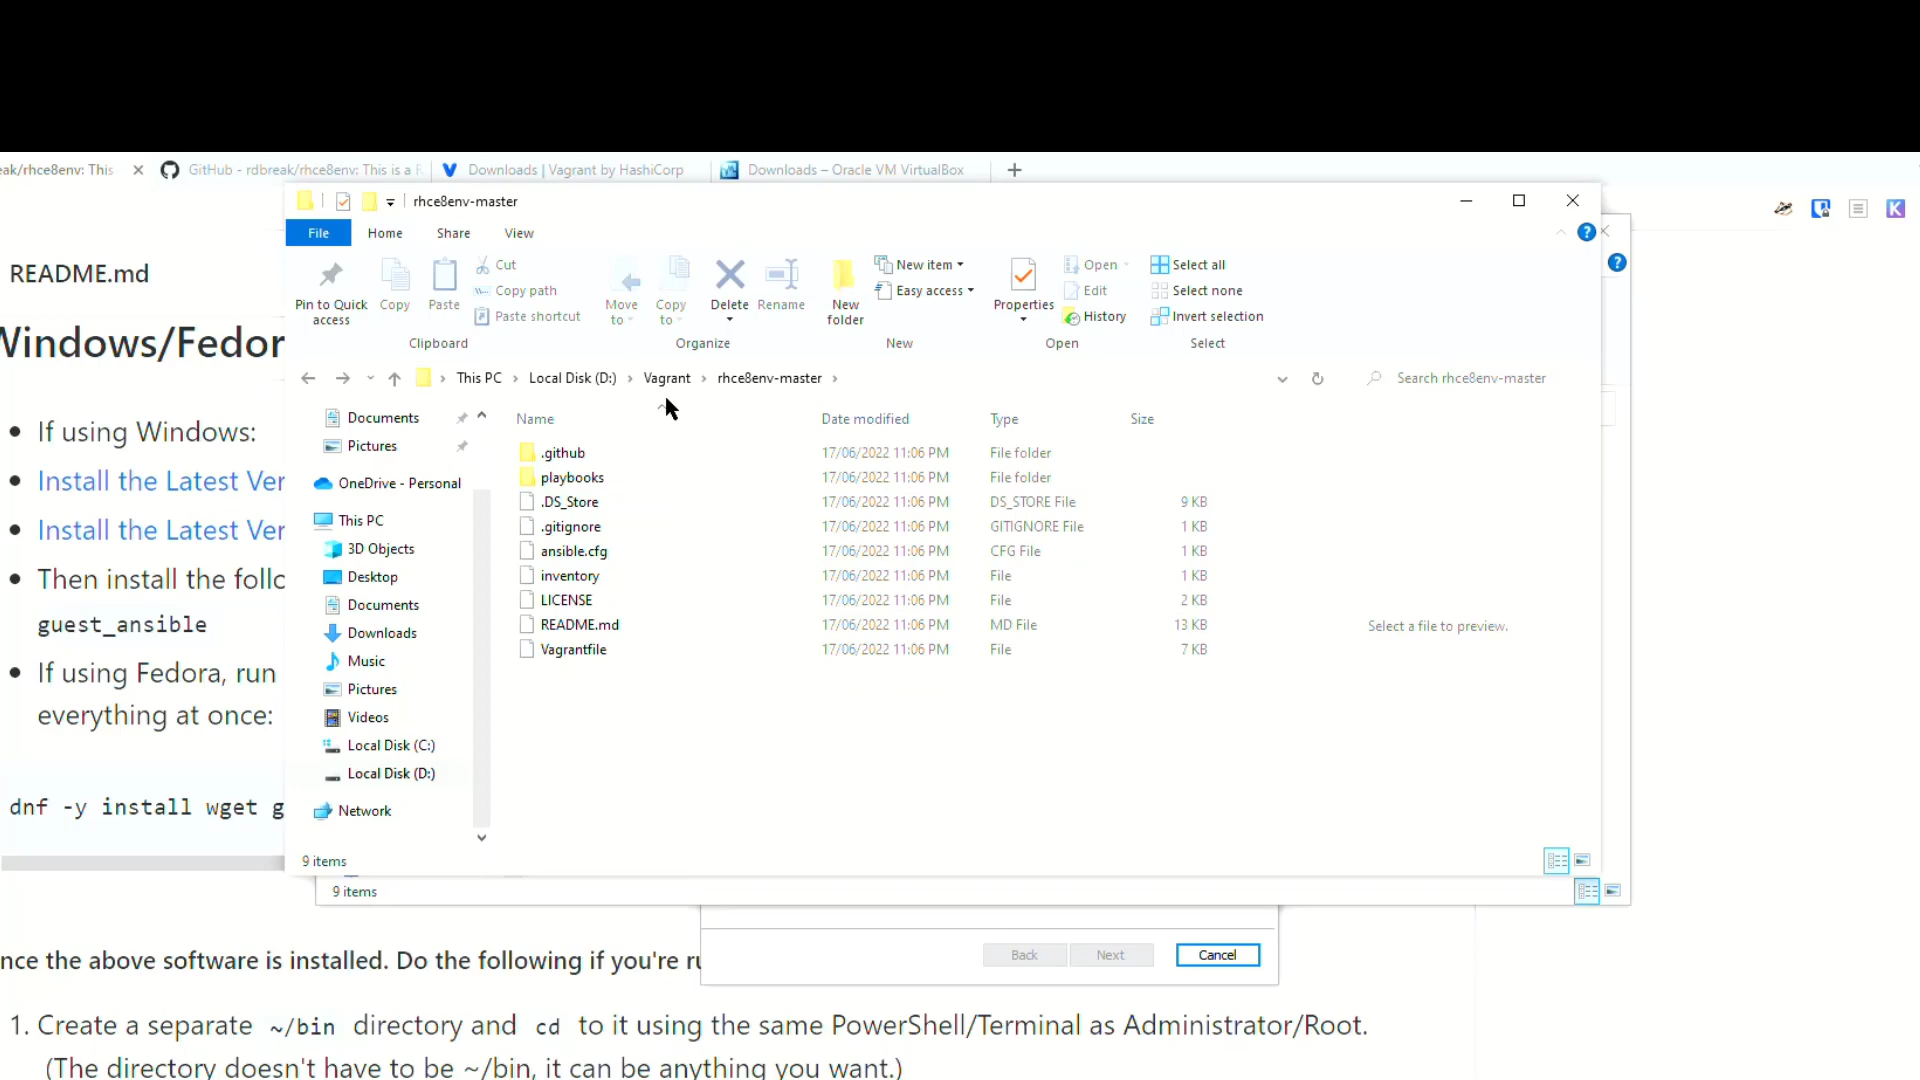 eak/rhce8env: This
GitHub - rdbreak/rhce8env: This is a R
Downloads | Vagrant by HashiCorp
Downloads – Oracle VM VirtualBox
rhce8env-master
File Home Share View
README.md
Windows/Fedor
If using Windows:
Install the Latest Ver
Install the Latest Ver
Then install the follc
guest_ansible
If using Fedora, run
everything at once:
dnf -y install wget g
Pin to Quick access
Copy
Paste
Cut
Copy path
Paste shortcut
Clipboard
Move to
Copy to
Delete
Rename
Organize
New folder
New item
Easy access
New
Properties
Open
Edit
History
Open
Select all
Select none
Invert selection
Select
This PC › Local Disk (D:) › Vagrant › rhce8env-master ›
Search rhce8env-master
Documents
Pictures
OneDrive - Personal
This PC
3D Objects
Desktop
Documents
Downloads
Music
Pictures
Videos
Local Disk (C:)
Local Disk (D:)
Network
Name Date modified Type Size
.github 17/06/2022 11:06 PM File folder
playbooks 17/06/2022 11:06 PM File folder
.DS_Store 17/06/2022 11:06 PM DS_STORE File 9 KB
.gitignore 17/06/2022 11:06 PM GITIGNORE File 1 KB
ansible.cfg 17/06/2022 11:06 PM CFG File 1 KB
inventory 17/06/2022 11:06 PM File 1 KB
LICENSE 17/06/2022 11:06 PM File 2 KB
README.md 17/06/2022 11:06 PM MD File 13 KB
Vagrantfile 17/06/2022 11:06 PM File 7 KB
Select a file to preview.
9 items
9 items
Back Next Cancel
nce the above software is installed. Do the following if you're ru
1. Create a separate ~/bin directory and cd to it using the same PowerShell/Terminal as Administrator/Root.
(The directory doesn't have to be ~/bin, it can be anything you want.)